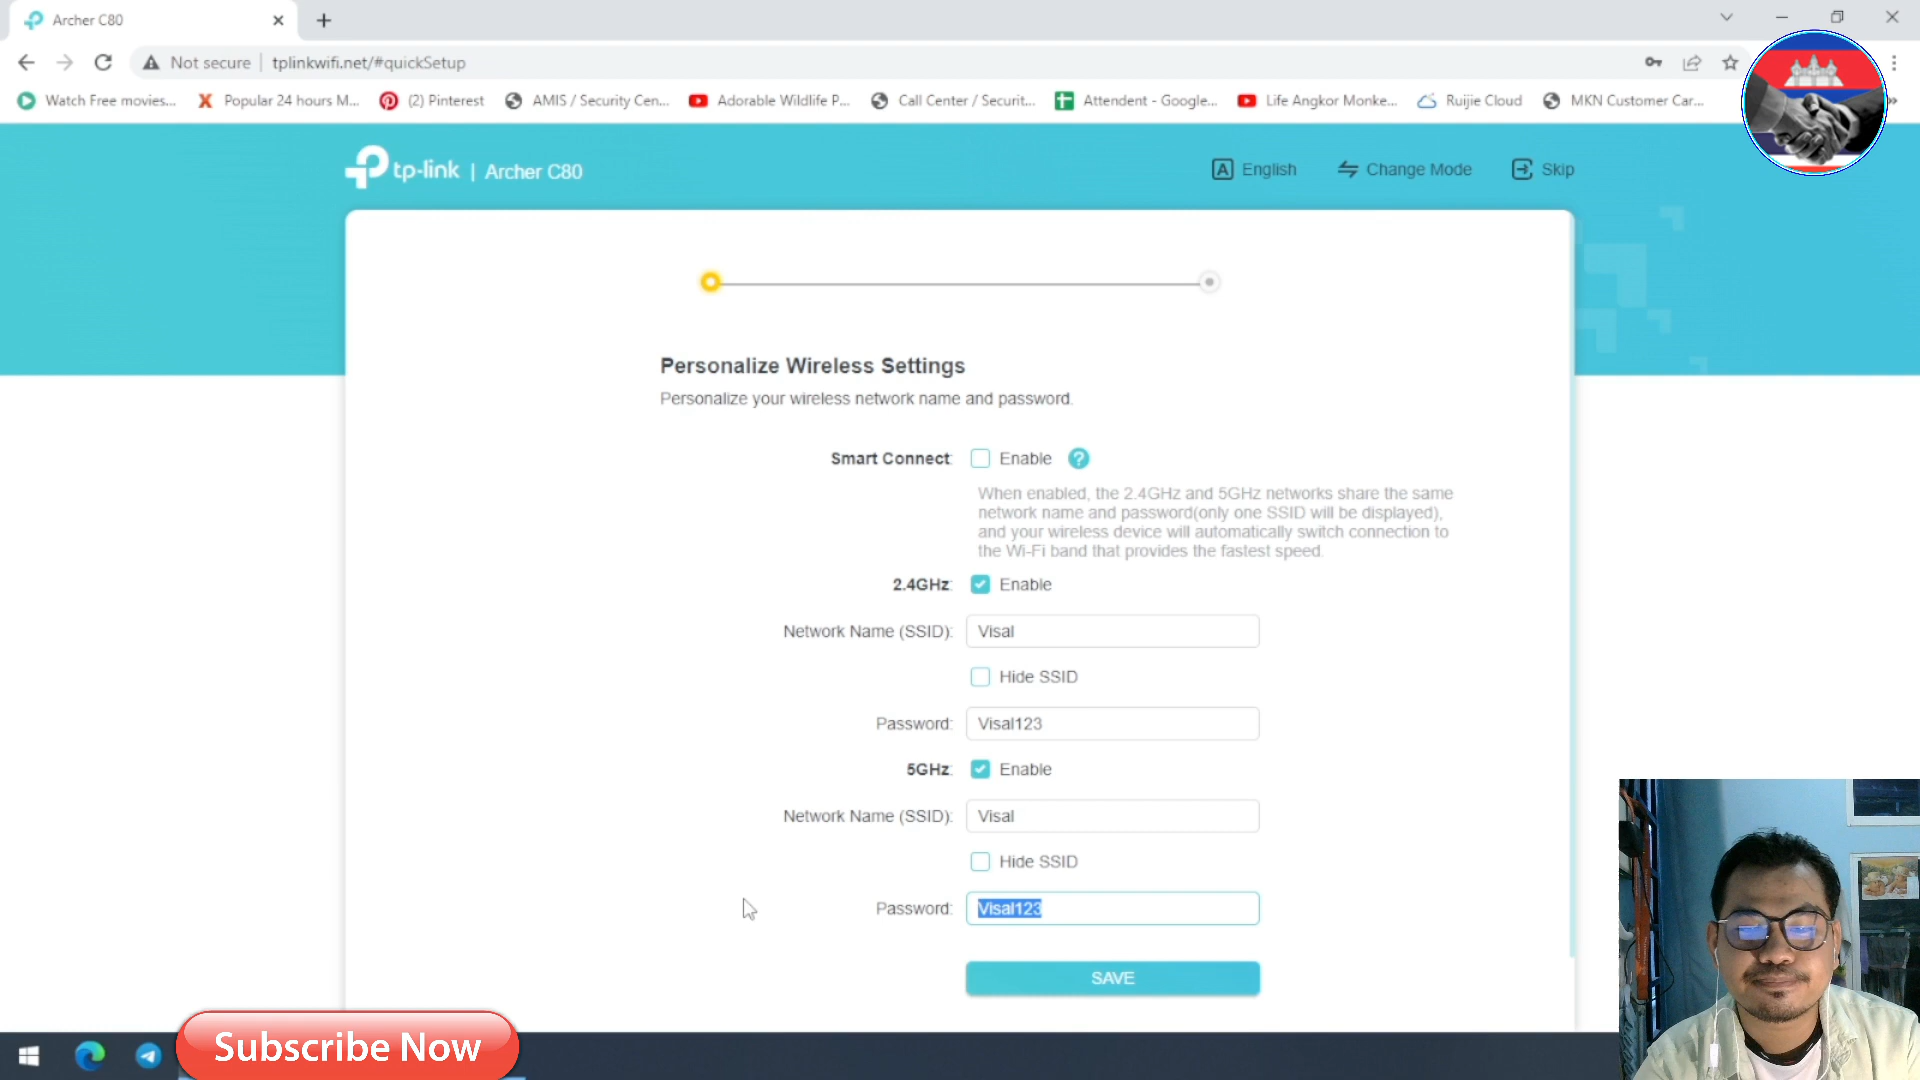 Archer C80
Not secure
tplinkwifi.net/#quickSetup
Watch Free movies...
Popular 24 hours M...
(2) Pinterest
AMIS / Security Cen...
Adorable Wildlife P...
Call Center / Securit...
Attendent - Google...
Life Angkor Monke...
Ruijie Cloud
MKN Customer Car...
tp-link | Archer C80
English
Change Mode
Skip
Personalize Wireless Settings
Personalize your wireless network name and password.
Smart Connect: Enable ?
When enabled, the 2.4GHz and 5GHz networks share the same
network name and password(only one SSID will be displayed),
and your wireless device will automatically switch connection to
the Wi-Fi band that provides the fastest speed.
2.4GHz: Enable
Network Name (SSID): Visal
Hide SSID
Password: Visal123
5GHz: Enable
Network Name (SSID): Visal
Hide SSID
Password: Visal123
SAVE
Subscribe Now